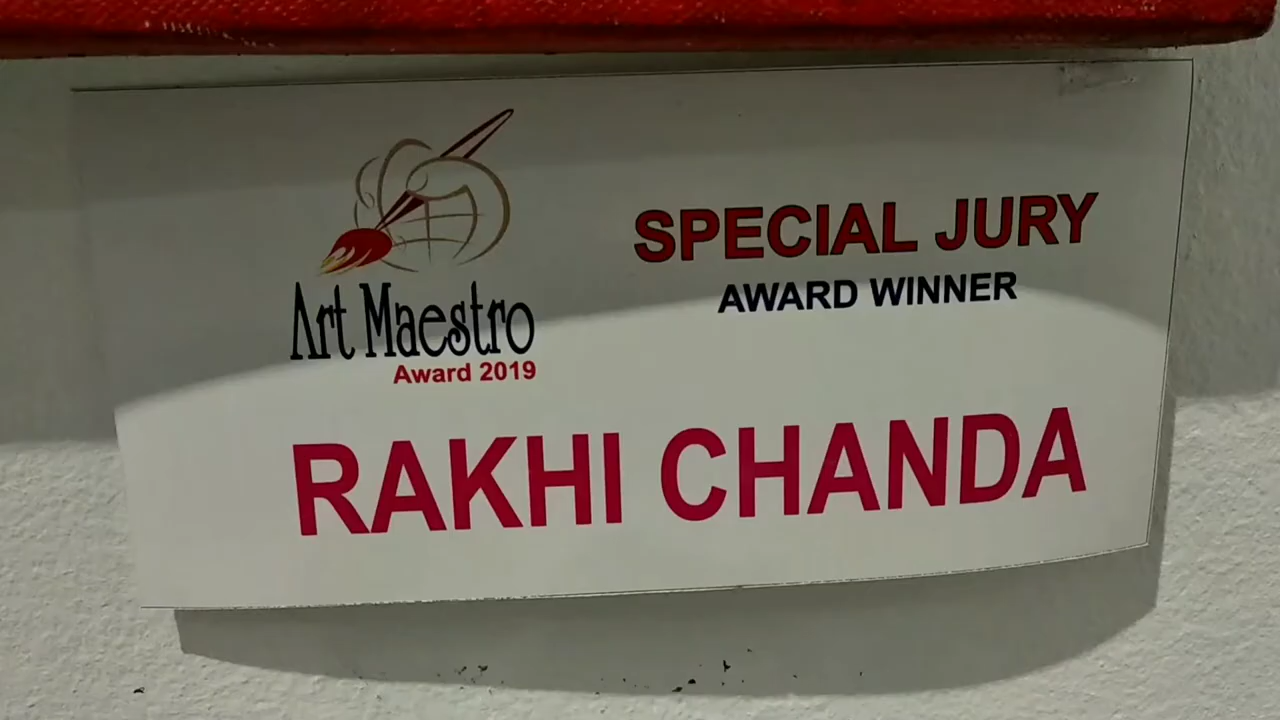 Art Maestro
Award 2019
SPECIAL JURY
AWARD WINNER
RAKHI CHANDA